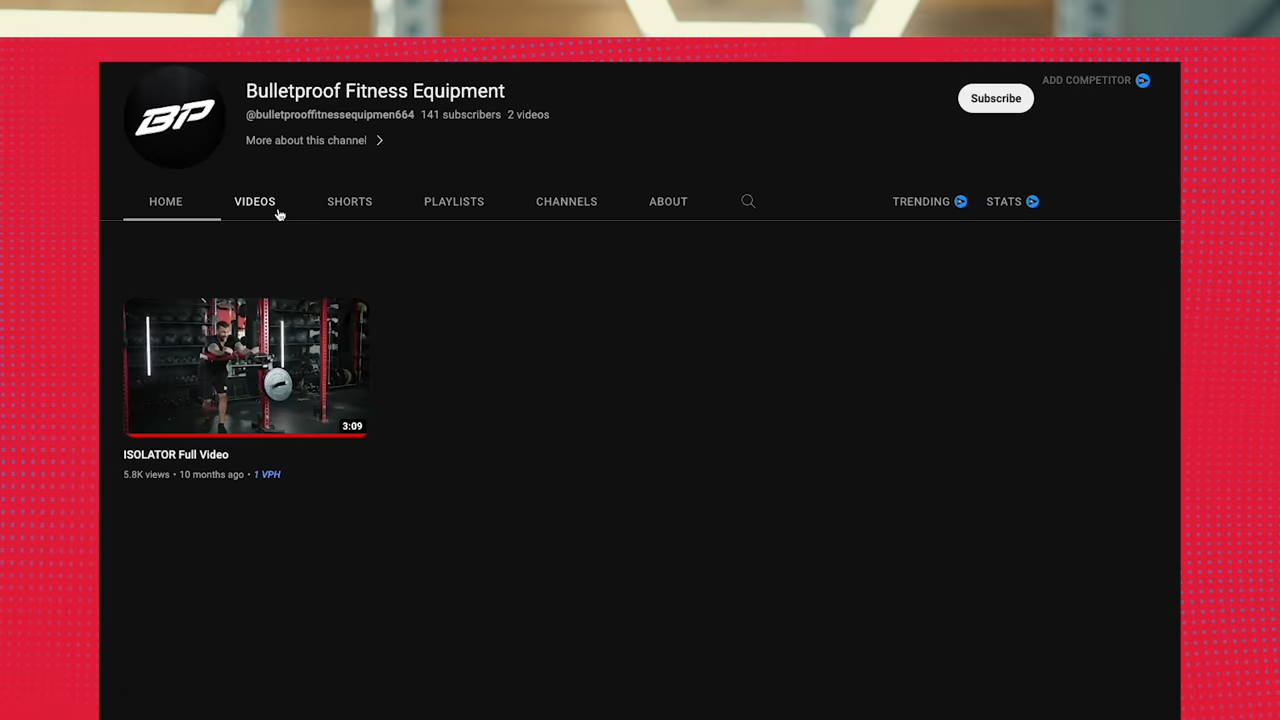 BP
Bulletproof Fitness Equipment
@bulletprooffitnessequipmen664 141 subscribers 2 videos
More about this channel
Subscribe
ADD COMPETITOR
HOME VIDEOS SHORTS PLAYLISTS CHANNELS ABOUT TRENDING STATS
3:09
ISOLATOR Full Video
5.8K views • 10 months ago • 1 VPH